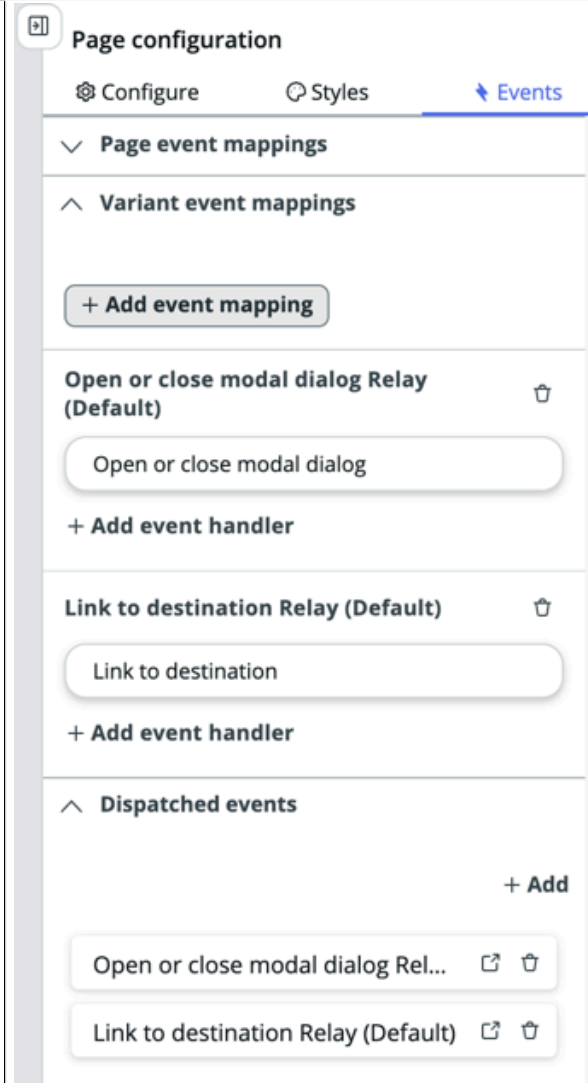 Page configuration
Configure Styles Events
Page event mappings
Variant event mappings
+ Add event mapping
Open or close modal dialog Relay
(Default)
Open or close modal dialog
+ Add event handler
Link to destination Relay (Default)
Link to destination
+ Add event handler
Dispatched events
+ Add
Open or close modal dialog Rel...
Link to destination Relay (Default)